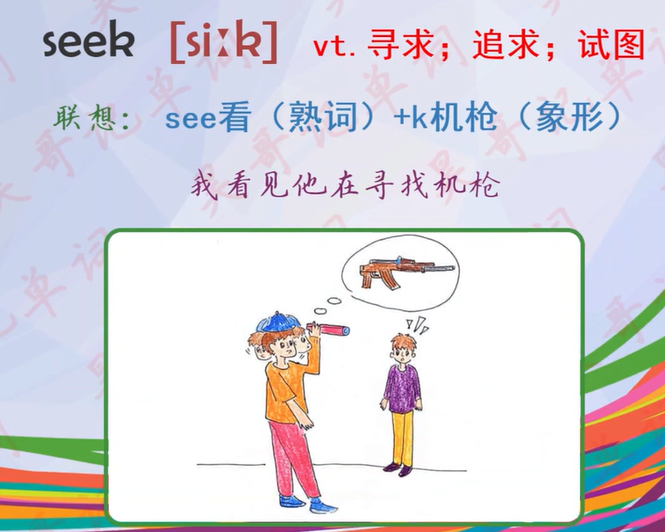 seek [si:k] vt.寻求；追求；试图
联想： see看（熟词）+k机枪（象形）
我看见他在寻找机枪